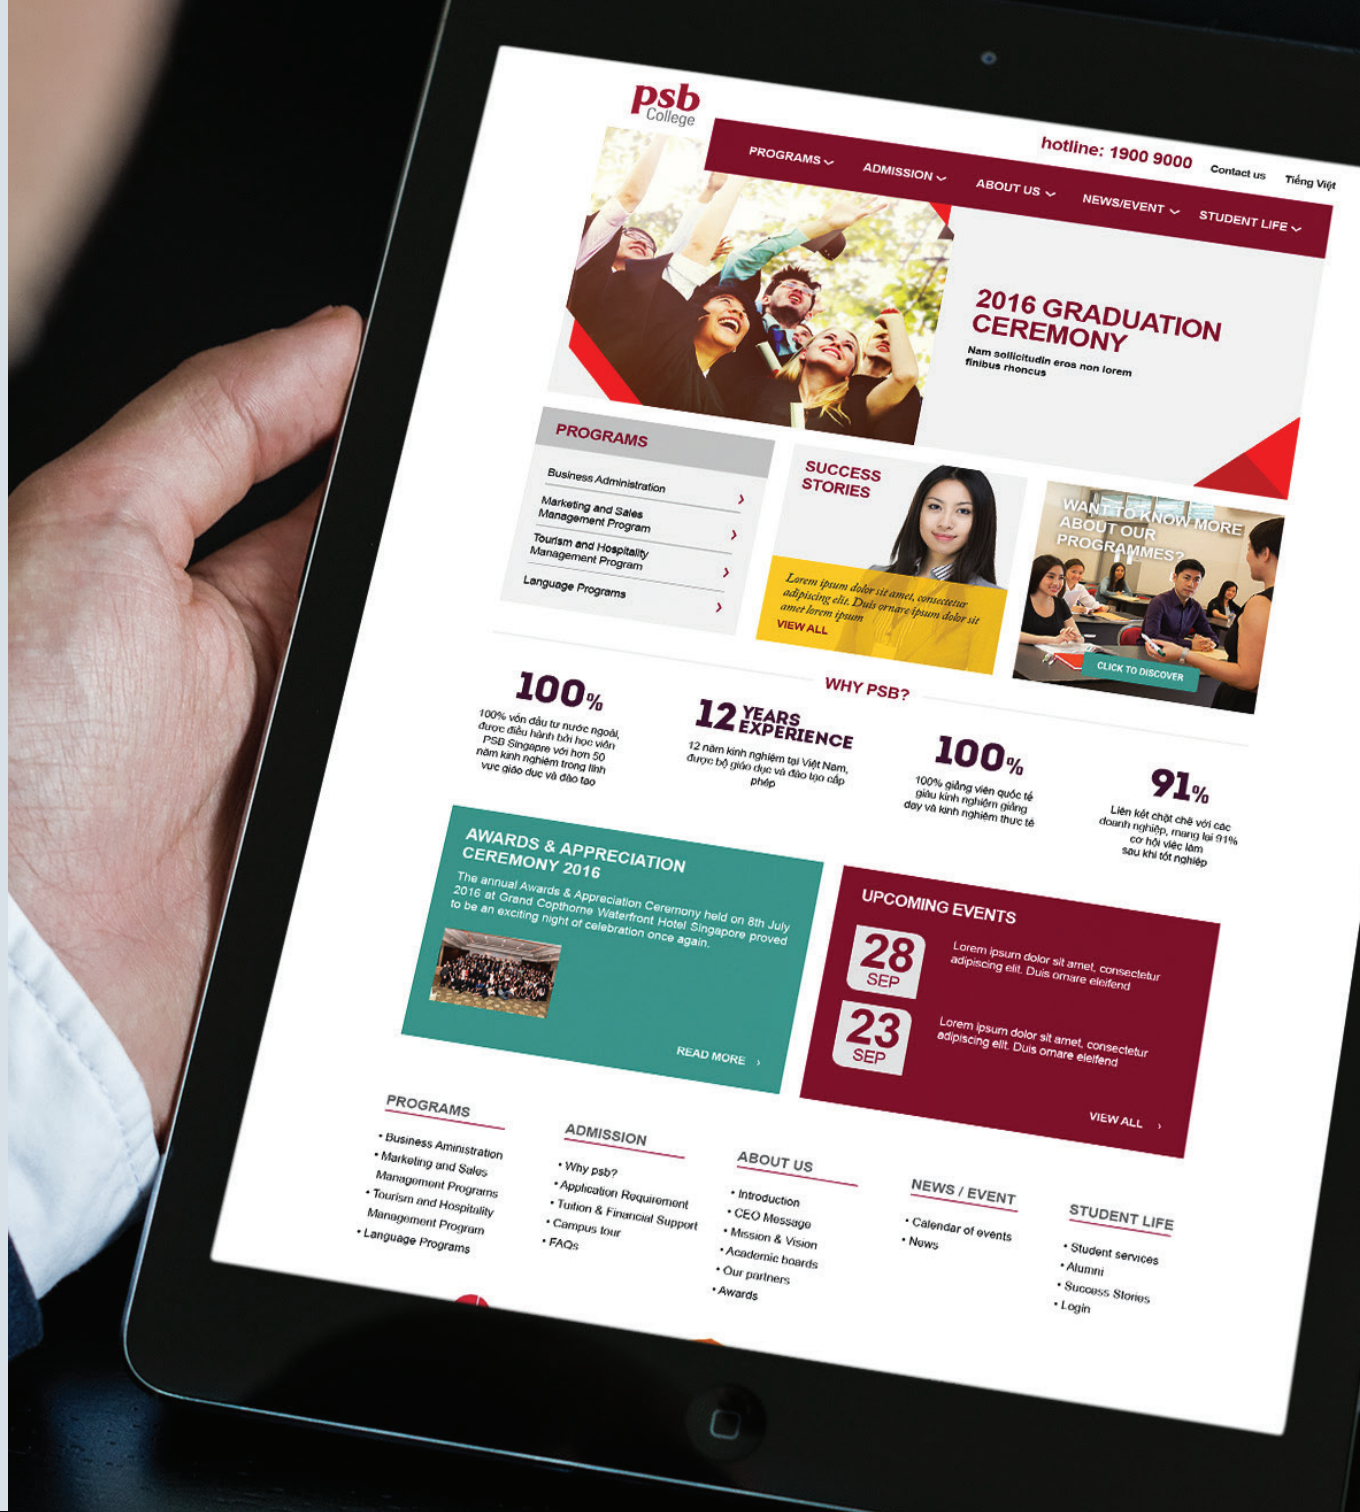 psb
College
hotline: 1900 9000
Contact us
Tiếng Việt
PROGRAMS
ADMISSION
ABOUT US
NEWS/EVENT
STUDENT LIFE
2016 GRADUATION
CEREMONY
Nam sollicitudin eros non lorem
finibus rhoncus
PROGRAMS
Business Administration
Marketing and Sales
Management Program
Tourism and Hospitality
Management Program
Language Programs
SUCCESS
STORIES
Lorem ipsum dolor sit amet, consectetur
adipiscing elit. Duis ornare ipsum dolor sit
amet lorem ipsum
VIEW ALL
WANT TO KNOW MORE
ABOUT OUR
PROGRAMMES?
CLICK TO DISCOVER
WHY PSB?
100%
100% vốn đầu tư nước ngoài,
được điều hành bởi học viên
PSB Singapre với hơn 50
năm kinh nghiệm trong lĩnh
vực giáo dục và đào tạo
12 YEARS
EXPERIENCE
12 năm kinh nghiệm tại Việt Nam,
được bộ giáo dục và đào tạo cấp
phép
100%
100% giảng viên quốc tế
giàu kinh nghiệm giảng
dạy và kinh nghiệm thực tế
91%
Liên kết chặt chẽ với các
doanh nghiệp, mang lại 91%
cơ hội việc làm
sau khi tốt nghiệp
AWARDS & APPRECIATION
CEREMONY 2016
The annual Awards & Appreciation Ceremony held on 8th July
2016 at Grand Copthorne Waterfront Hotel Singapore proved
to be an exciting night of celebration once again.
READ MORE
UPCOMING EVENTS
28
SEP
Lorem ipsum dolor sit amet, consectetur
adipiscing elit. Duis ornare eleifend
23
SEP
Lorem ipsum dolor sit amet, consectetur
adipiscing elit. Duis ornare eleifend
VIEW ALL
PROGRAMS
• Business Aministration
• Marketing and Sales
Management Programs
• Tourism and Hospitality
Management Program
• Language Programs
ADMISSION
• Why psb?
• Application Requirement
• Tuition & Financial Support
• Campus tour
• FAQs
ABOUT US
• Introduction
• CEO Message
• Mission & Vision
• Academic boards
• Our partners
• Awards
NEWS / EVENT
• Calendar of events
• News
STUDENT LIFE
• Student services
• Alumni
• Success Stories
• Login